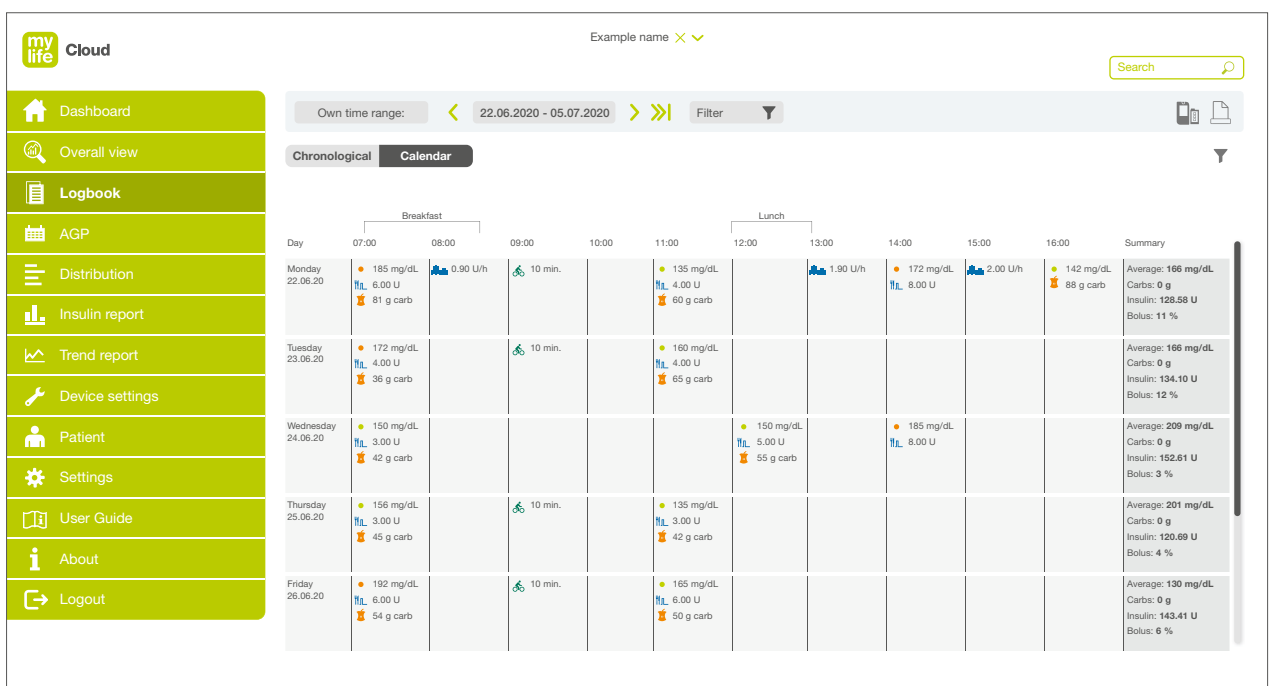 my life Cloud
Example name
Search
Dashboard
Overall view
Logbook
AGP
Distribution
Insulin report
Trend report
Device settings
Patient
Settings
User Guide
About
Logout
Own time range: 22.06.2020 - 05.07.2020 Filter
Chronological Calendar
Breakfast Lunch
Day 07:00 08:00 09:00 10:00 11:00 12:00 13:00 14:00 15:00 16:00 Summary
Monday 185 mg/dL 0.90 U/h 10 min. 135 mg/dL 1.90 U/h 172 mg/dL 2.00 U/h 142 mg/dL Average: 166 mg/dL
22.06.20 6.00 U 4.00 U 8.00 U 88 g carb Carbs: 0 g
81 g carb 60 g carb Insulin: 128.58 U
Bolus: 11 %
Tuesday 172 mg/dL 10 min. 160 mg/dL Average: 166 mg/dL
23.06.20 4.00 U 4.00 U Carbs: 0 g
36 g carb 65 g carb Insulin: 134.10 U
Bolus: 12 %
Wednesday 150 mg/dL 150 mg/dL 185 mg/dL Average: 209 mg/dL
24.06.20 3.00 U 5.00 U 8.00 U Carbs: 0 g
42 g carb 55 g carb Insulin: 152.61 U
Bolus: 3 %
Thursday 156 mg/dL 10 min. 135 mg/dL Average: 201 mg/dL
25.06.20 3.00 U 3.00 U Carbs: 0 g
45 g carb 42 g carb Insulin: 120.69 U
Bolus: 4 %
Friday 192 mg/dL 10 min. 165 mg/dL Average: 130 mg/dL
26.06.20 6.00 U 6.00 U Carbs: 0 g
54 g carb 50 g carb Insulin: 143.41 U
Bolus: 6 %